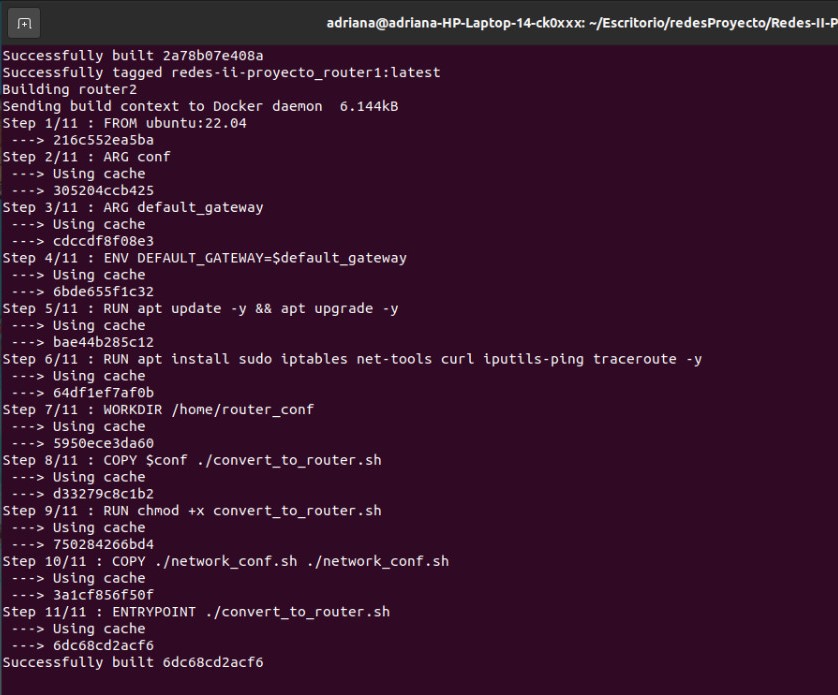 adriana@adriana-HP-Laptop-14-ck0xxx: ~/Escritorio/redesProyecto/Redes-II-P
Successfully built 2a78b07e408a
Successfully tagged redes-ii-proyecto_router1:latest
Building router2
Sending build context to Docker daemon  6.144kB
Step 1/11 : FROM ubuntu:22.04
 ---> 216c552ea5ba
Step 2/11 : ARG conf
 ---> Using cache
 ---> 305204ccb425
Step 3/11 : ARG default_gateway
 ---> Using cache
 ---> cdccdf8f08e3
Step 4/11 : ENV DEFAULT_GATEWAY=$default_gateway
 ---> Using cache
 ---> 6bde655f1c32
Step 5/11 : RUN apt update -y && apt upgrade -y
 ---> Using cache
 ---> bae44b285c12
Step 6/11 : RUN apt install sudo iptables net-tools curl iputils-ping traceroute -y
 ---> Using cache
 ---> 64df1ef7af0b
Step 7/11 : WORKDIR /home/router_conf
 ---> Using cache
 ---> 5950ece3da60
Step 8/11 : COPY $conf ./convert_to_router.sh
 ---> Using cache
 ---> d33279c8c1b2
Step 9/11 : RUN chmod +x convert_to_router.sh
 ---> Using cache
 ---> 750284266bd4
Step 10/11 : COPY ./network_conf.sh ./network_conf.sh
 ---> Using cache
 ---> 3a1cf856f50f
Step 11/11 : ENTRYPOINT ./convert_to_router.sh
 ---> Using cache
 ---> 6dc68cd2acf6
Successfully built 6dc68cd2acf6